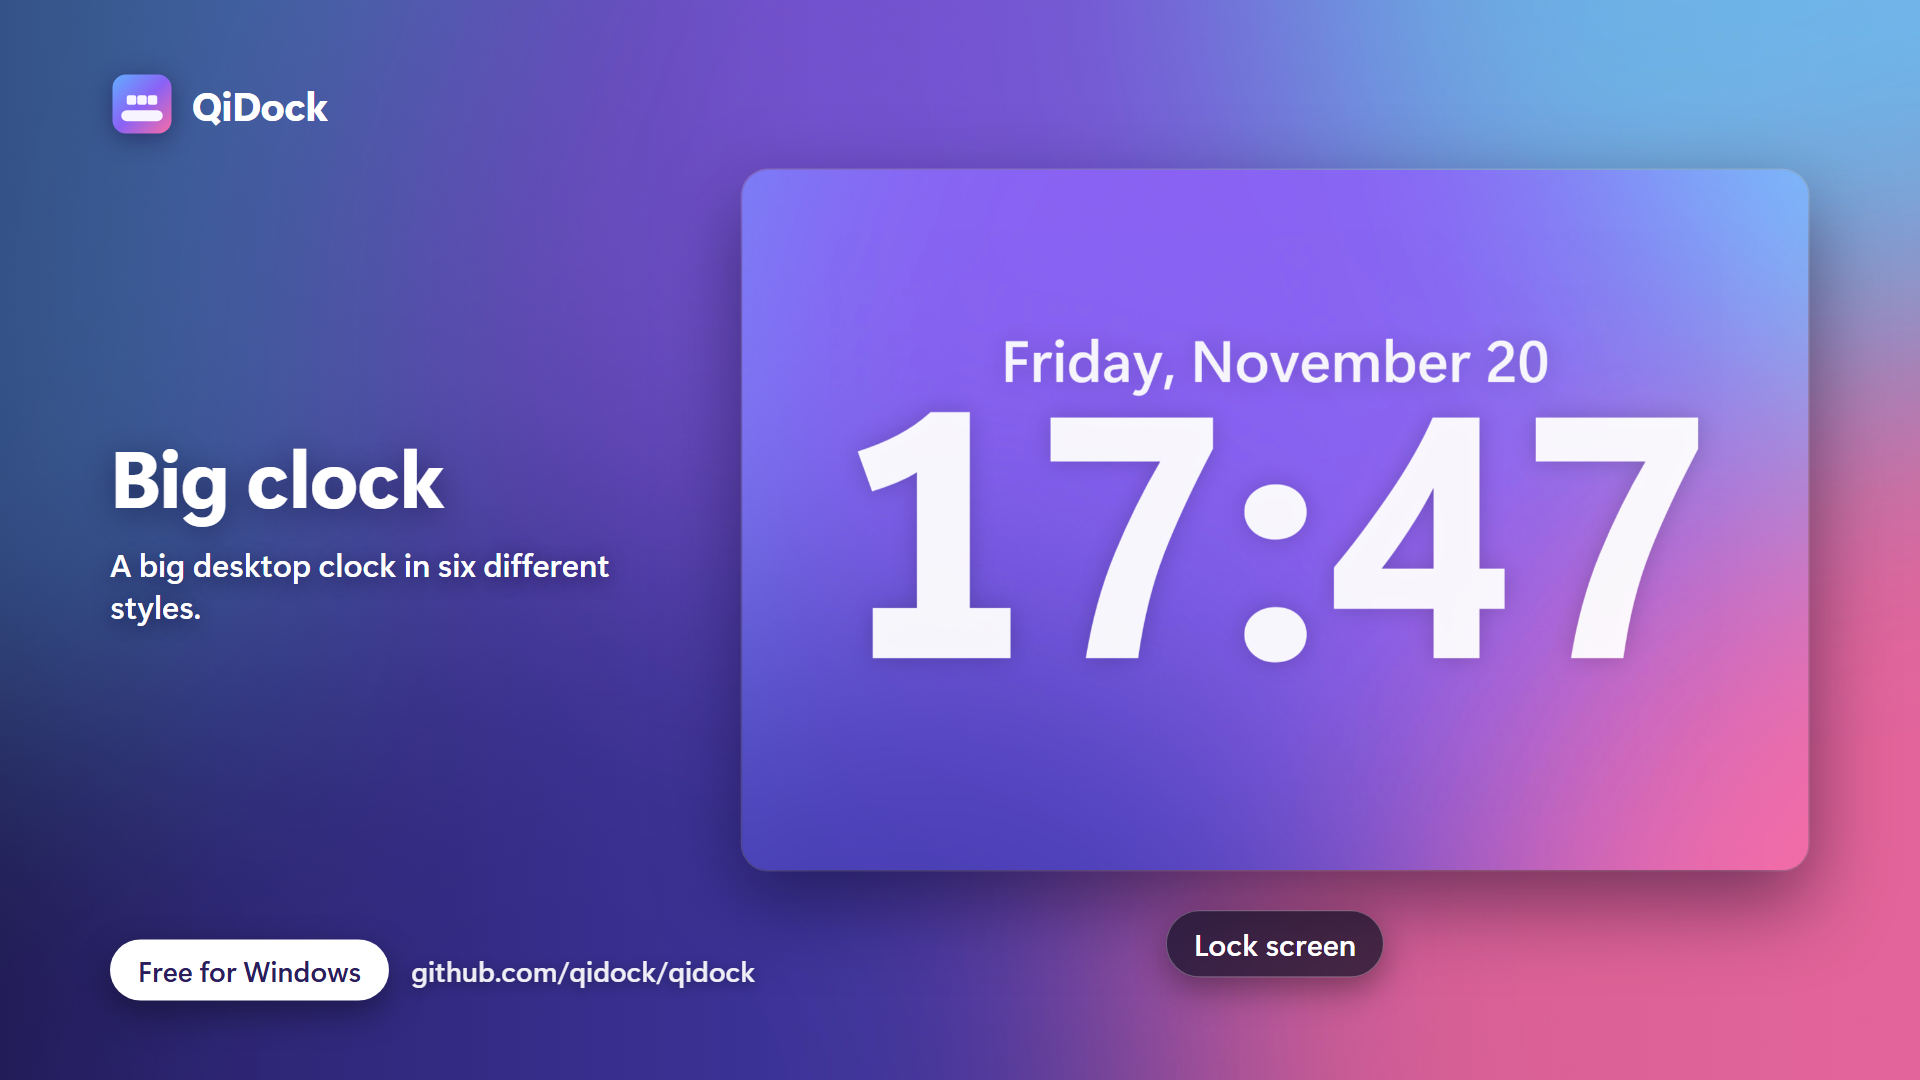 QiDock
Big clock
A big desktop clock in six different
styles.
Friday, November 20
17:47
Lock screen
Free for Windows
github.com/qidock/qidock